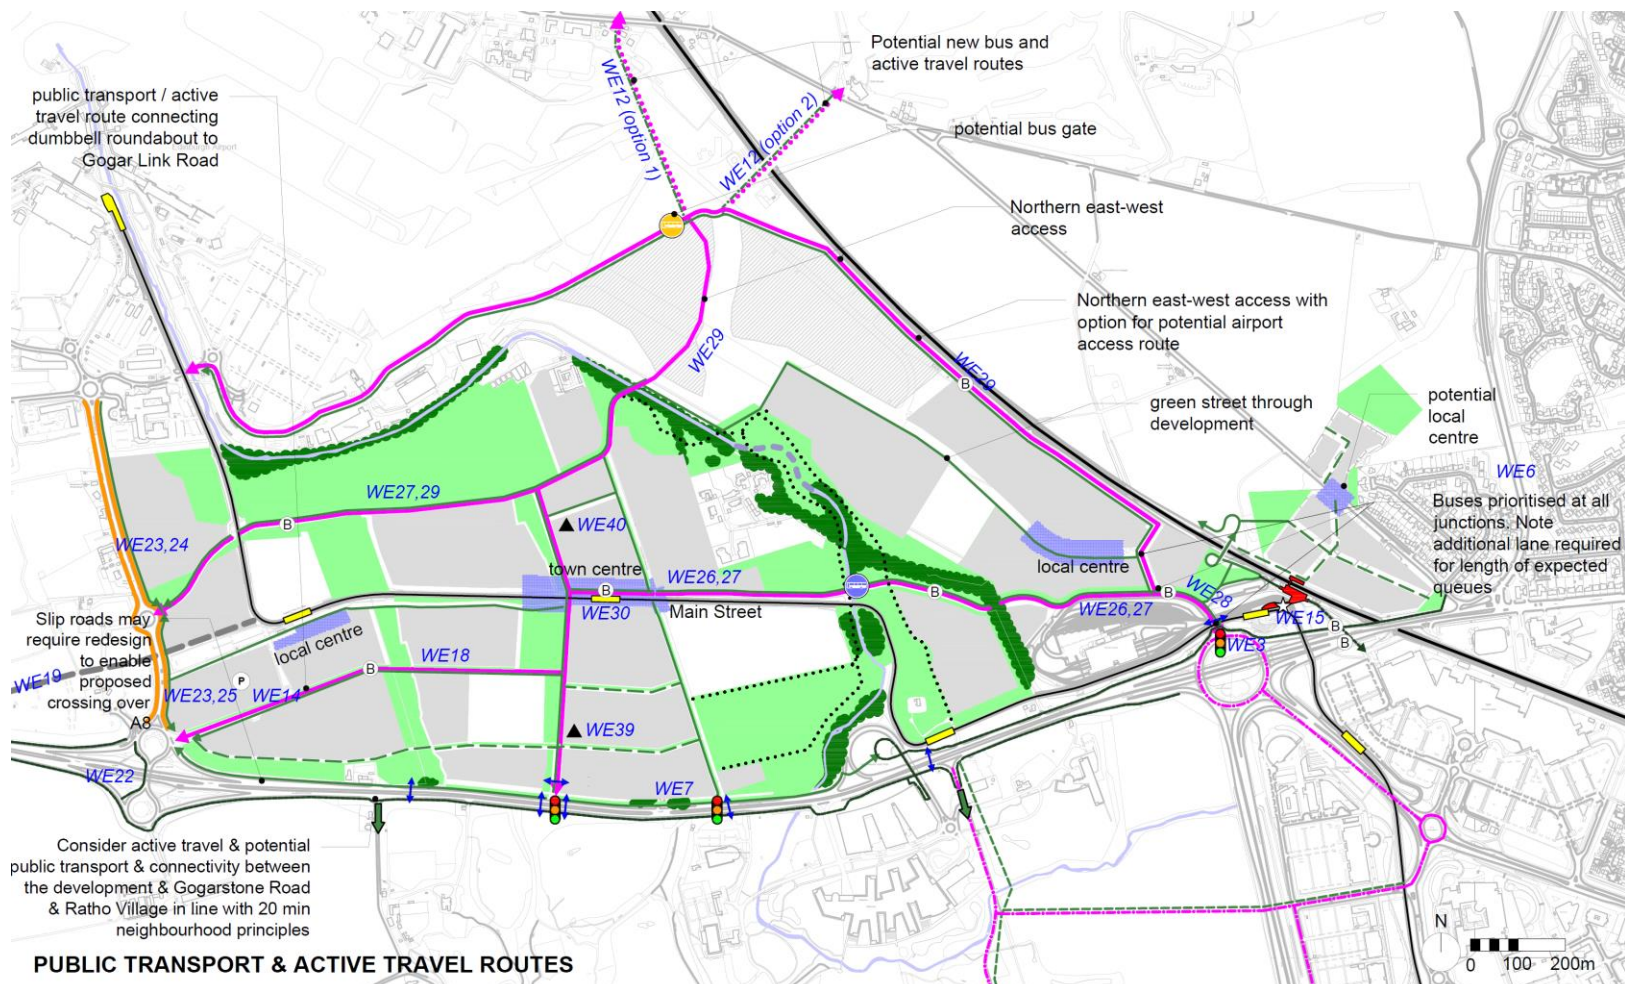 Potential new bus and
active travel routes
public transport / active
travel route connecting
dumbbell roundabout to
Gogar Link Road
WE12 (option 1)
WE12 (option 2)
potential bus gate
Northern east-west
access
Northern east-west access with
option for potential airport
access route
WE29
WE29
B
green street through
development
potential
local
centre
WE6
Buses prioritised at all
junctions. Note
additional lane required
for length of expected
queues
WE27,29
B
WE40
WE23,24
town centre
B
WE26,27
WE30
Main Street
B
local centre
B
WE26,27
WE28
WE15
B
B
WE3
Slip roads may
require redesign
to enable
proposed
crossing over
A8
local centre
WE19
P
WE23,25
WE14
B
WE18
WE39
WE22
WE7
Consider active travel & potential
public transport & connectivity between
the development & Gogarstone Road
& Ratho Village in line with 20 min
neighbourhood principles
N
0 100 200m
PUBLIC TRANSPORT & ACTIVE TRAVEL ROUTES